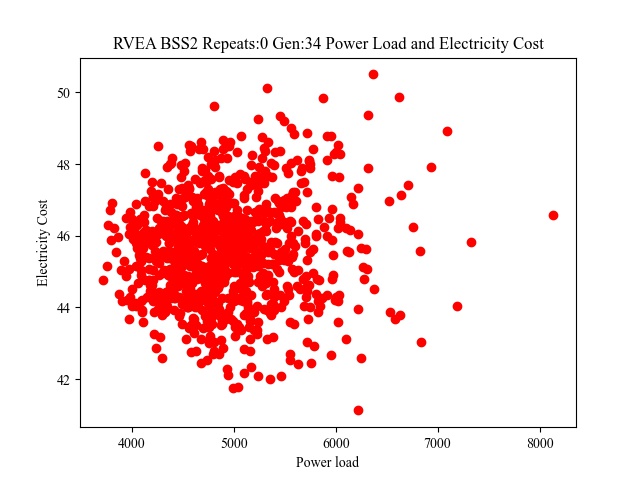 RVEA BSS2 Repeats:0 Gen:34 Power Load and Electricity Cost
50
48
46
44
42
Electricity Cost
4000 5000 6000 7000 8000
Power load